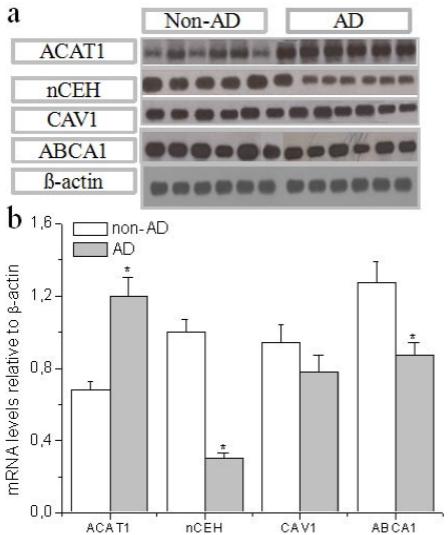 a
Non-AD AD
ACAT1
nCEH
CAV1
ABCA1
ß-actin
b
1,6
non-AD
AD
*
1,2
*
0,8
0,4
*
0,0
mRNA levels relative to β-actin
ACAT1 nCEH CAV1 ABCA1